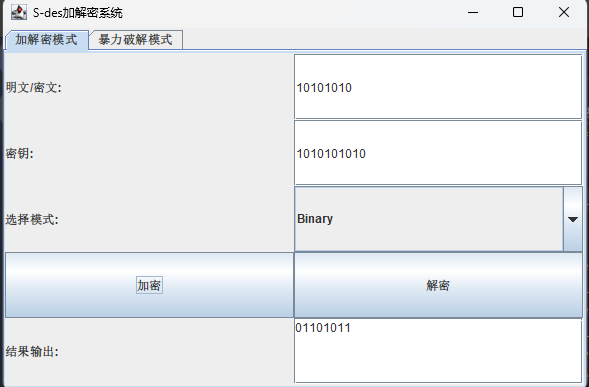 S-des加解密系统
加解密模式 暴力破解模式
明文/密文: 10101010
密钥: 1010101010
选择模式: Binary
加密 解密
结果输出: 01101011